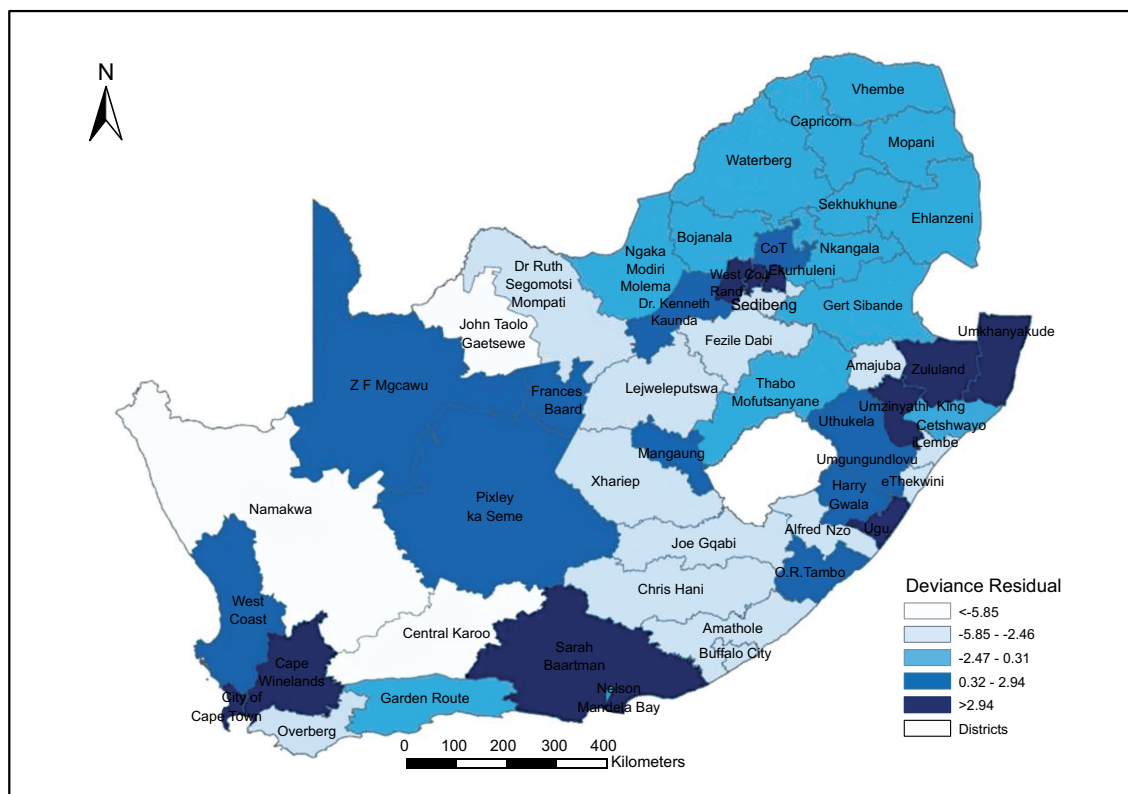 N
Vhembe
Capricorn
Mopani
Waterberg
Sekhukhune
Ehlanzeni
Bojanala
CoT
Nkangala
Ngaka
Modiri
Molema
Dr Ruth
Segomotsi
Mompati
West
Rand
CoJ
Ekurhuleni
Dr. Kenneth
Kaunda
Sedibeng
Gert Sibande
John Taolo
Gaetsewe
Fezile Dabi
Umkhanyakude
Amajuba
Zululand
Z F Mgcawu
Frances
Baard
Lejweleputswa
Thabo
Mofutsanyane
Umzinyathi
King
Cetshwayo
Uthukela
iLembe
Mangaung
Umgungundlovu
Xhariep
Harry
Gwala
eThekwini
Pixley
ka Seme
Namakwa
Alfred Nzo
Ugu
Joe Gqabi
O.R.Tambo
Chris Hani
West
Coast
Central Karoo
Amathole
Buffalo City
Sarah
Baartman
Cape
Winelands
City of
Cape Town
Garden Route
Nelson
Mandela Bay
Overberg
Deviance Residual
<-5.85
-5.85 - -2.46
-2.47 - 0.31
0.32 - 2.94
>2.94
Districts
0 100 200 300 400
Kilometers